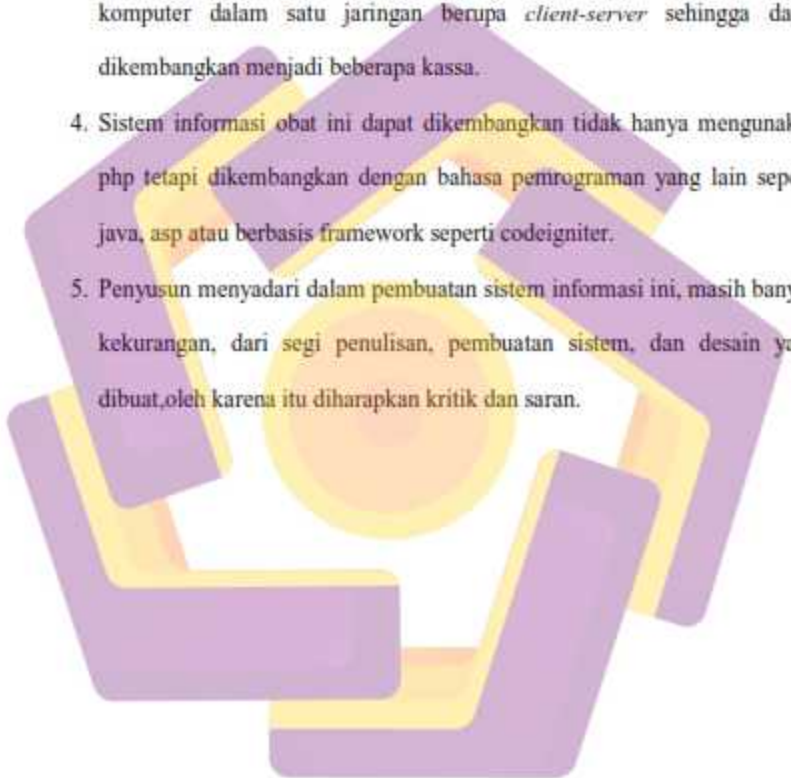 komputer dalam satu jaringan berupa client-server sehingga da
dikembangkan menjadi beberapa kassa.
4. Sistem informasi obat ini dapat dikembangkan tidak hanya mengunak
php tetapi dikembangkan dengan bahasa pemrograman yang lain sepe
java, asp atau berbasis framework seperti codeigniter.
5. Penyusun menyadari dalam pembuatan sistem informasi ini, masih bany
kekurangan, dari segi penulisan, pembuatan sistem, dan desain ya
dibuat,oleh karena itu diharapkan kritik dan saran.